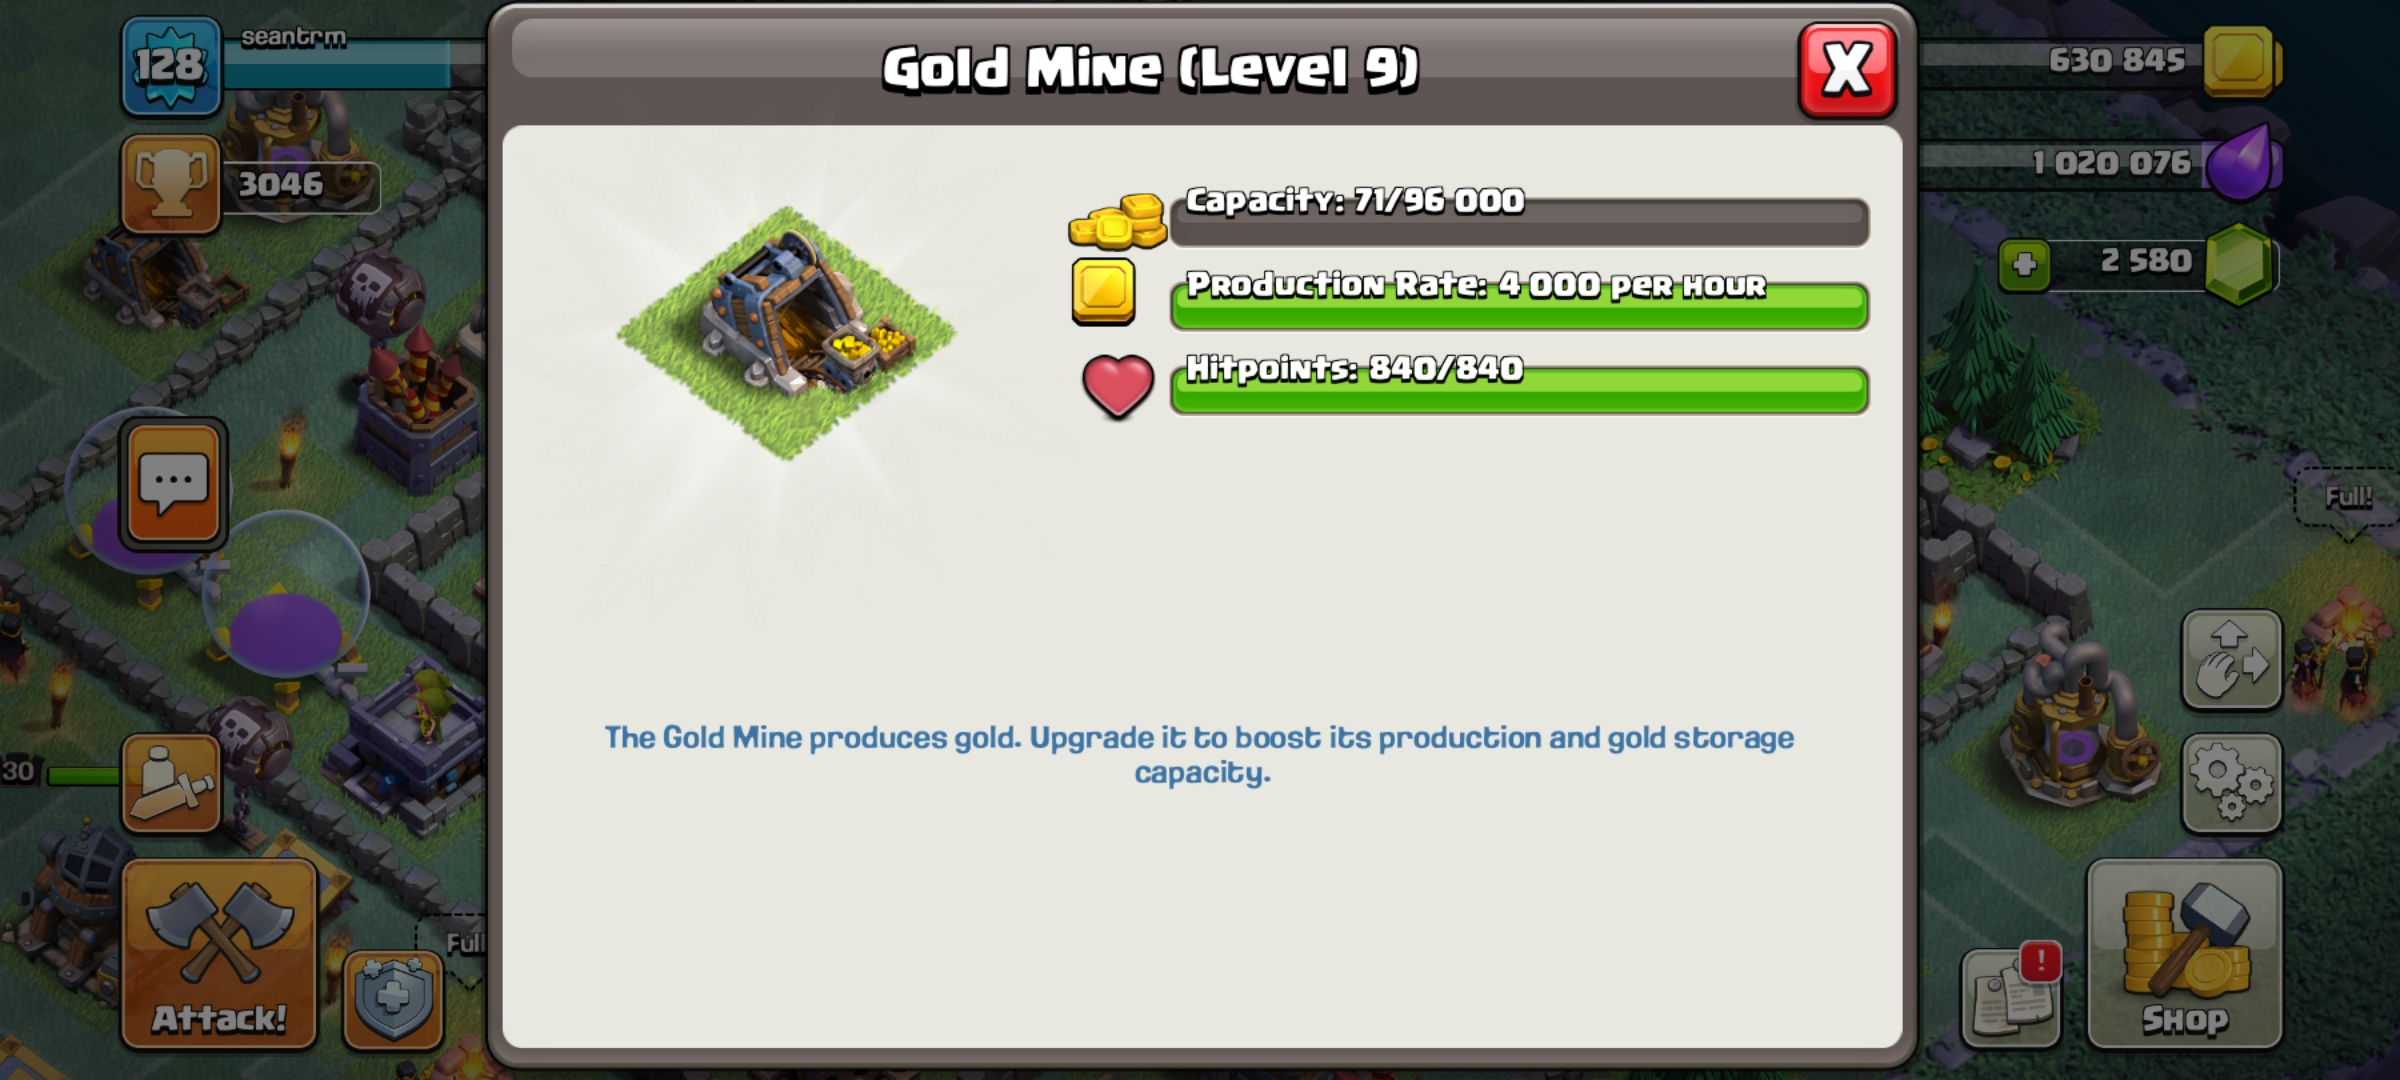 128
seantrm
Gold Mine (Level 9)
X
630 845
3046
1 020 076
Capacity: 71/96 000
2 580
Production Rate: 4 000 per hour
Hitpoints: 840/840
Full!
The Gold Mine produces gold. Upgrade it to boost its production and gold storage
capacity.
30
Full
!
Attack!
Shop